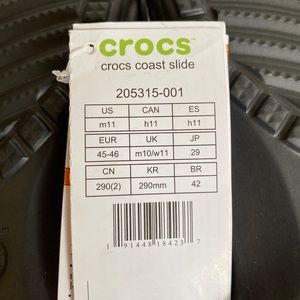 crocs™
crocs coast slide
205315-001
US CAN ES
m11 h11 h11
EUR UK JP
45-46 m10/w11 29
CN KR BR
290(2) 290mm 42
1 91448 18423 7